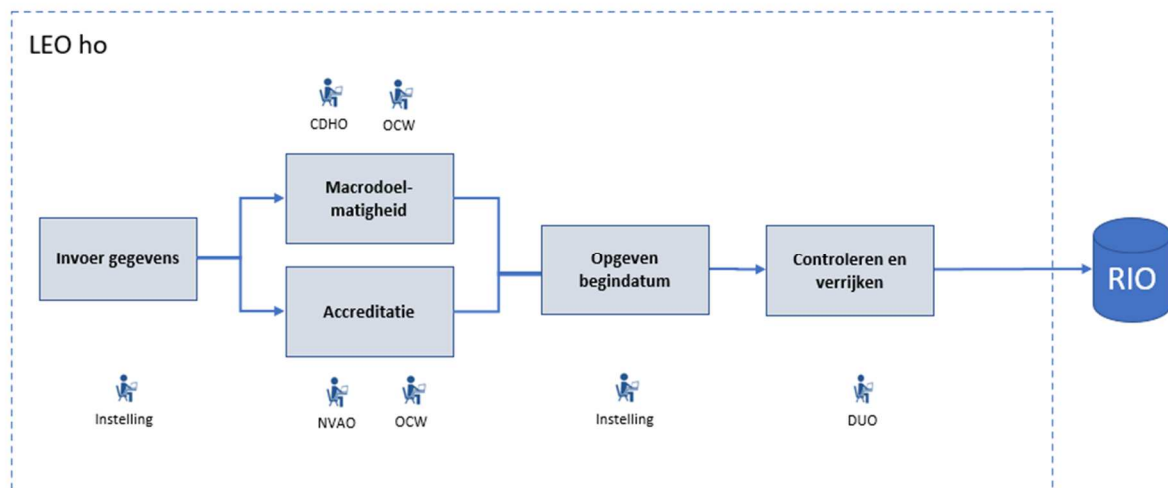 LEO ho
CDHO
OCW
Macrodoel-
matigheid
Invoer gegevens
Accreditatie
Opgeven
begindatum
Controleren en
verrijken
RIO
Instelling
NVAO
OCW
Instelling
DUO